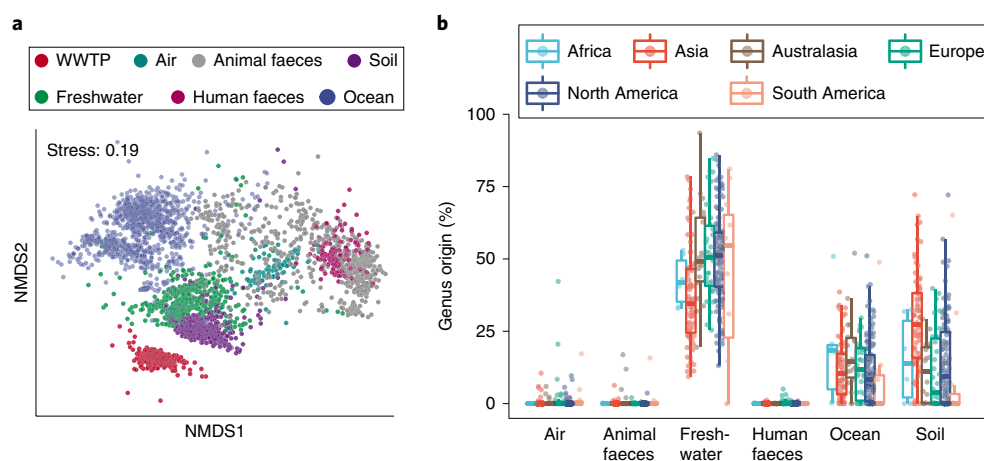 a
WWTP Air Animal faeces Soil
Freshwater Human faeces Ocean
Stress: 0.19
NMDS2
NMDS1
b
Africa Asia Australasia Europe
North America South America
Genus origin (%)
100
75
50
25
0
Air Animal faeces Fresh-water Human faeces Ocean Soil